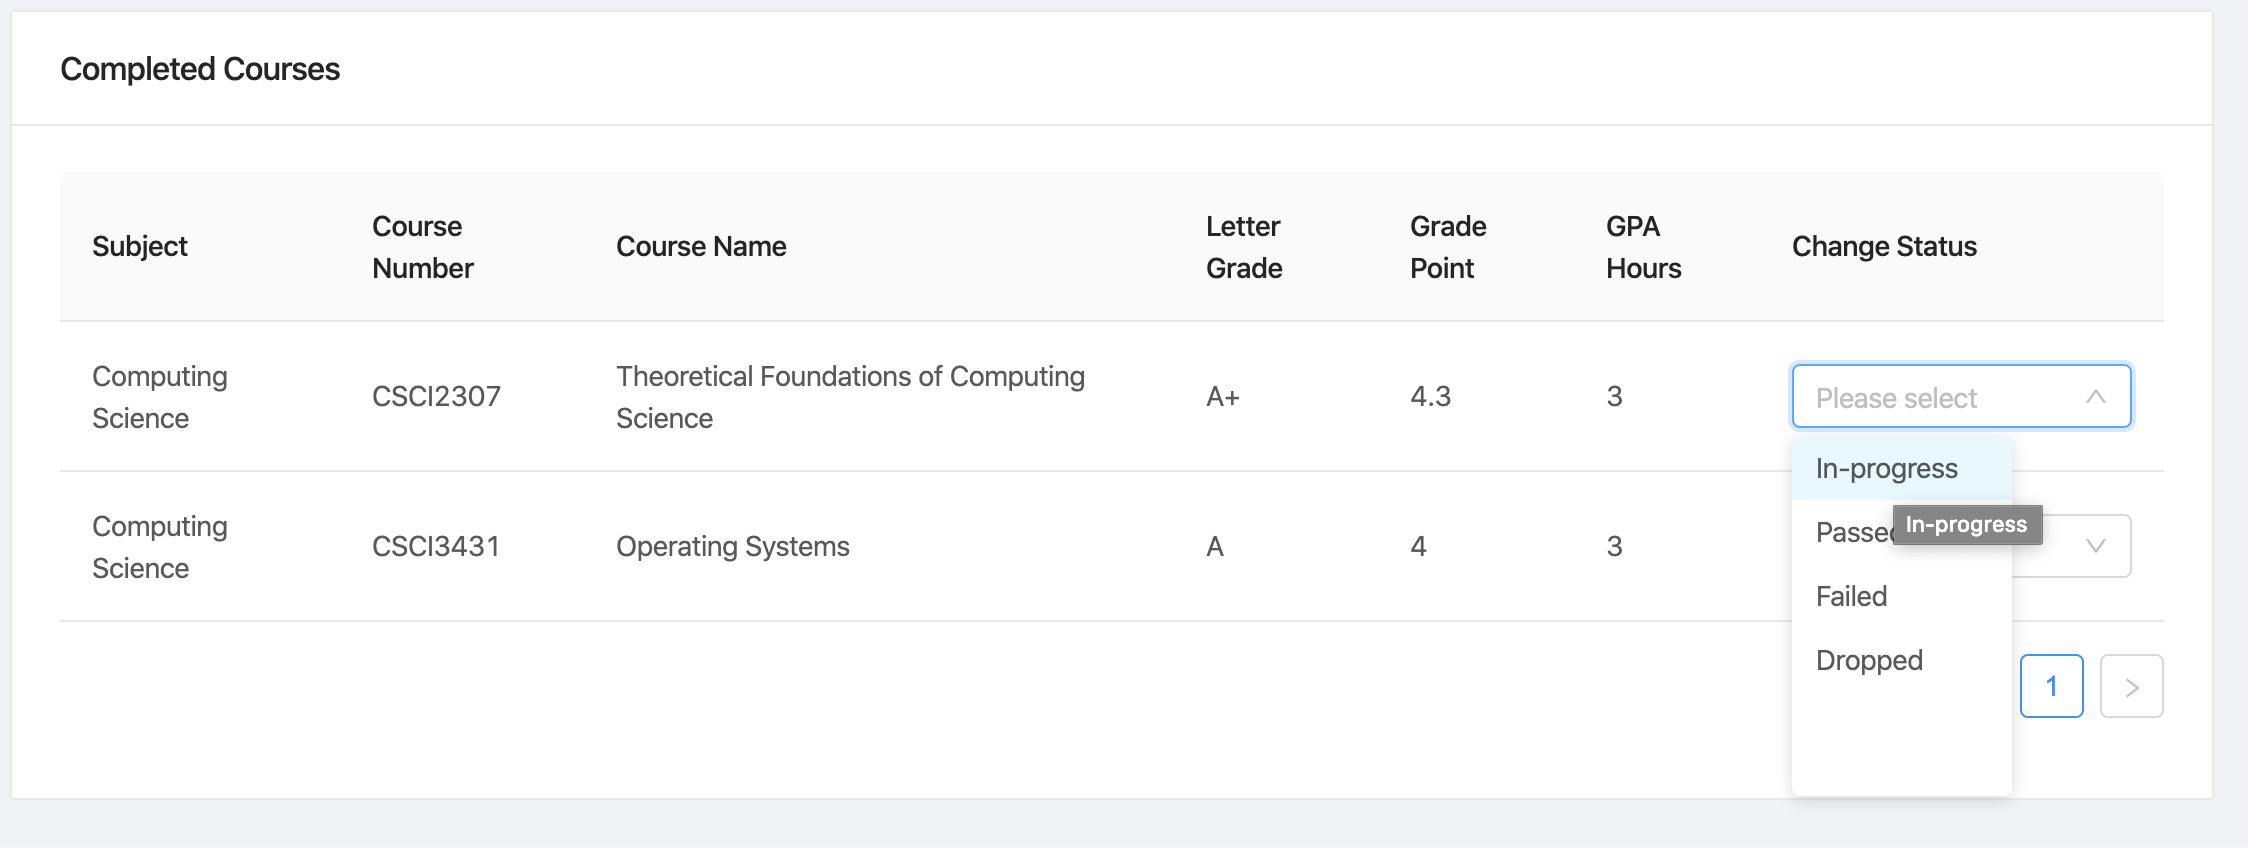 Completed Courses
Subject
Course
Number
Course Name
Letter
Grade
Grade
Point
GPA
Hours
Change Status
Computing
Science
CSCI2307
Theoretical Foundations of Computing
Science
A+
4.3
3
Please select
Computing
Science
CSCI3431
Operating Systems
A
4
3
In-progress
Passed
In-progress
Failed
Dropped
1
>